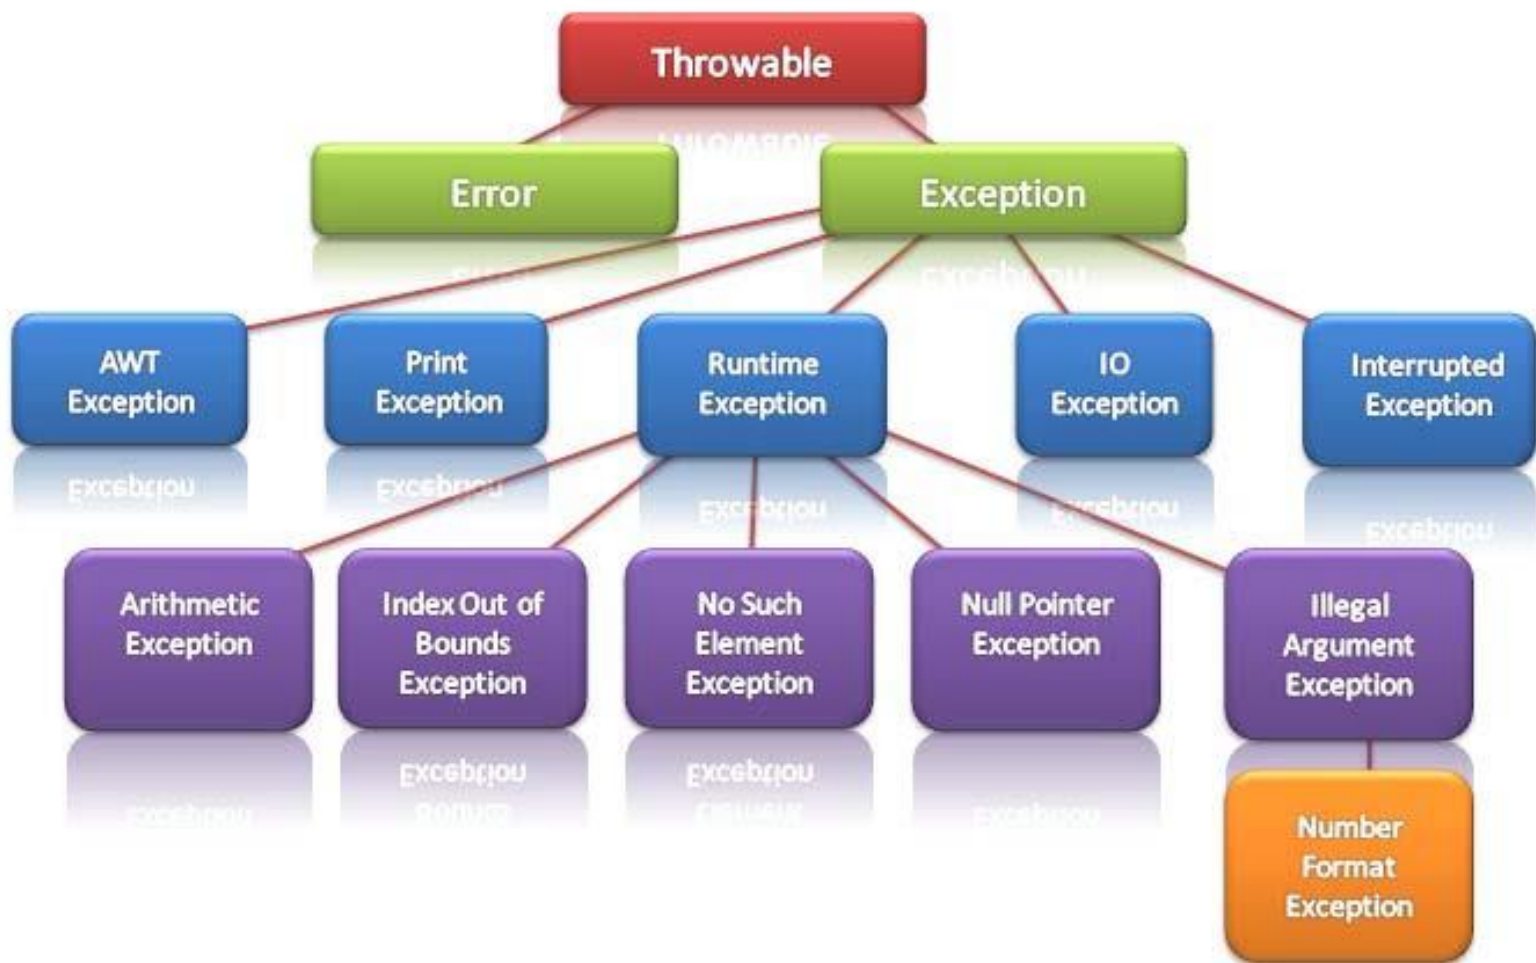 Throwable
Error
Exception
AWT
Exception
Print
Exception
Runtime
Exception
IO
Exception
Interrupted
Exception
Arithmetic
Exception
Index Out of
Bounds
Exception
No Such
Element
Exception
Null Pointer
Exception
Illegal
Argument
Exception
Number
Format
Exception